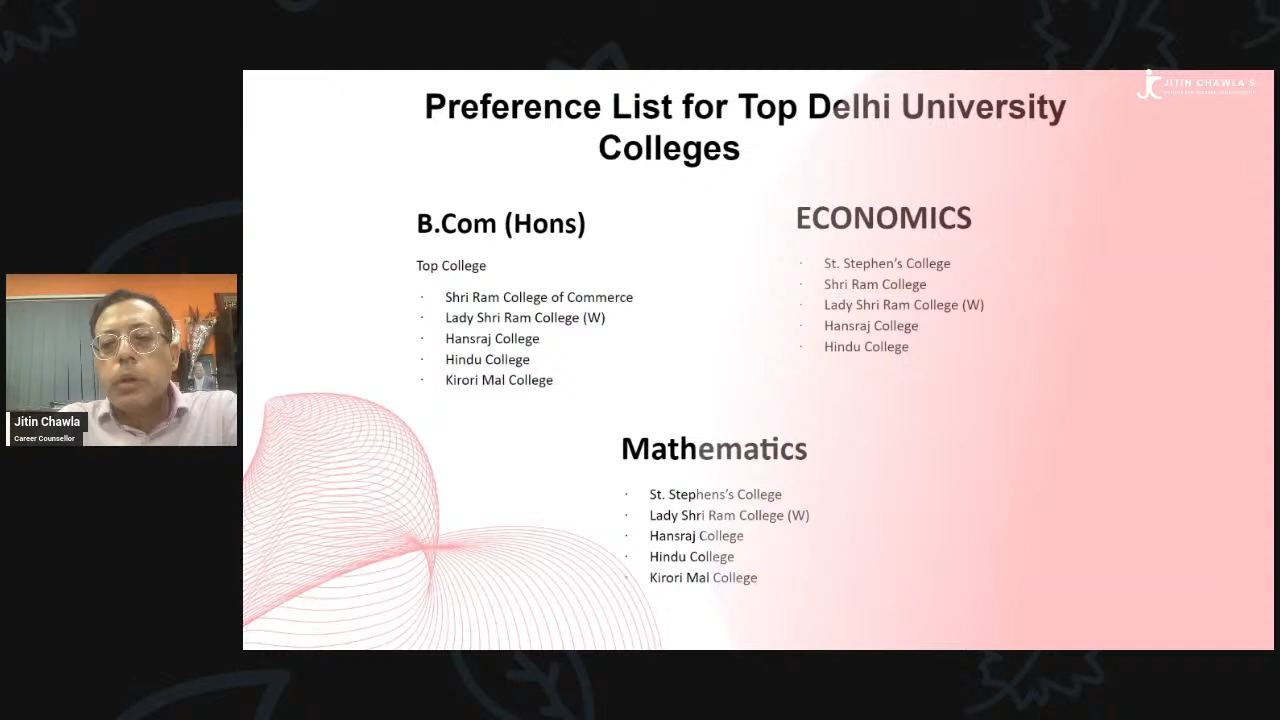 JITIN CHAWLA'S
Preference List for Top Delhi University
Colleges
B.Com (Hons)
Top College
· Shri Ram College of Commerce
· Lady Shri Ram College (W)
· Hansraj College
· Hindu College
· Kirori Mal College
ECONOMICS
· St. Stephen’s College
· Shri Ram College
· Lady Shri Ram College (W)
· Hansraj College
· Hindu College
Mathematics
· St. Stephens’s College
· Lady Shri Ram College (W)
· Hansraj College
· Hindu College
· Kirori Mal College
Jitin Chawla
Career Counsellor